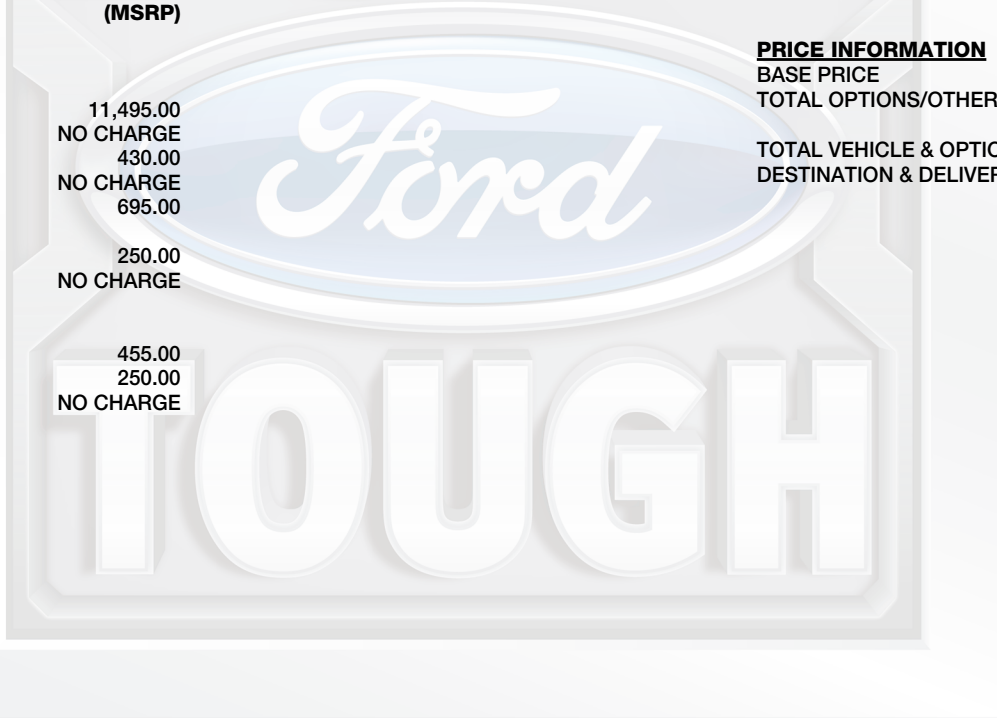 (MSRP)
11,495.00
NO CHARGE
430.00
NO CHARGE
695.00
250.00
NO CHARGE
455.00
250.00
NO CHARGE
PRICE INFORMATION
BASE PRICE
TOTAL OPTIONS/OTHER
TOTAL VEHICLE & OPTIO
DESTINATION & DELIVER
Ford
TOUGH